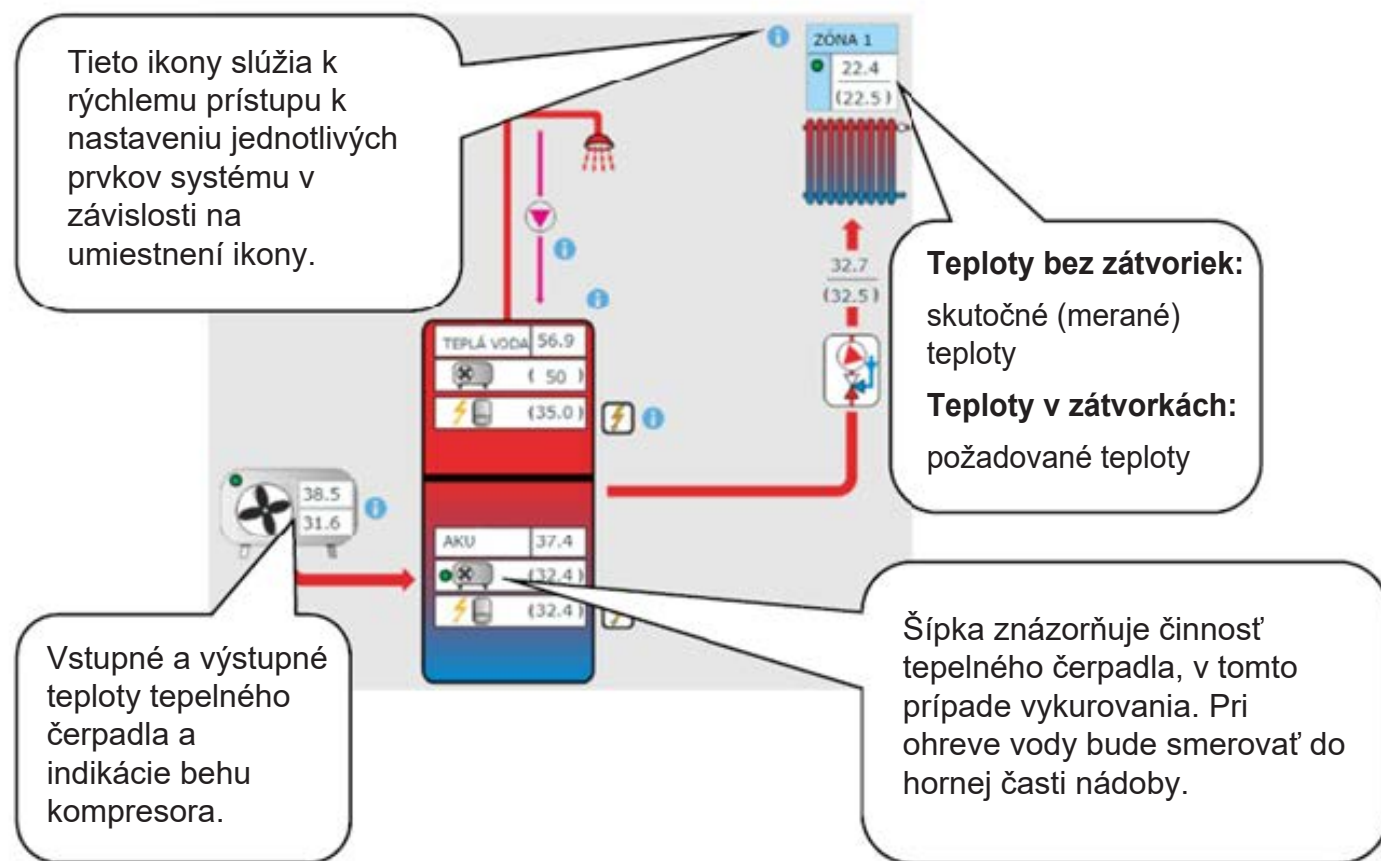 Tieto ikony slúžia k
rýchlemu prístupu k
nastaveniu jednotlivých
prvkov systému v
závislosti na
umiestnení ikony.
ZÓNA 1
22.4
(22.5)
32.7
(32.5)
Teploty bez zátvoriek:
skutočné (merané)
teploty
Teploty v zátvorkách:
požadované teploty
TEPLÁ VODA 56.9
( 50 )
(35.0)
38.5
31.6
AKU 37.4
(32.4)
(32.4)
Vstupné a výstupné
teploty tepelného
čerpadla a
indikácie behu
kompresora.
Šípka znázorňuje činnosť
tepelného čerpadla, v tomto
prípade vykurovania. Pri
ohreve vody bude smerovať do
hornej časti nádoby.